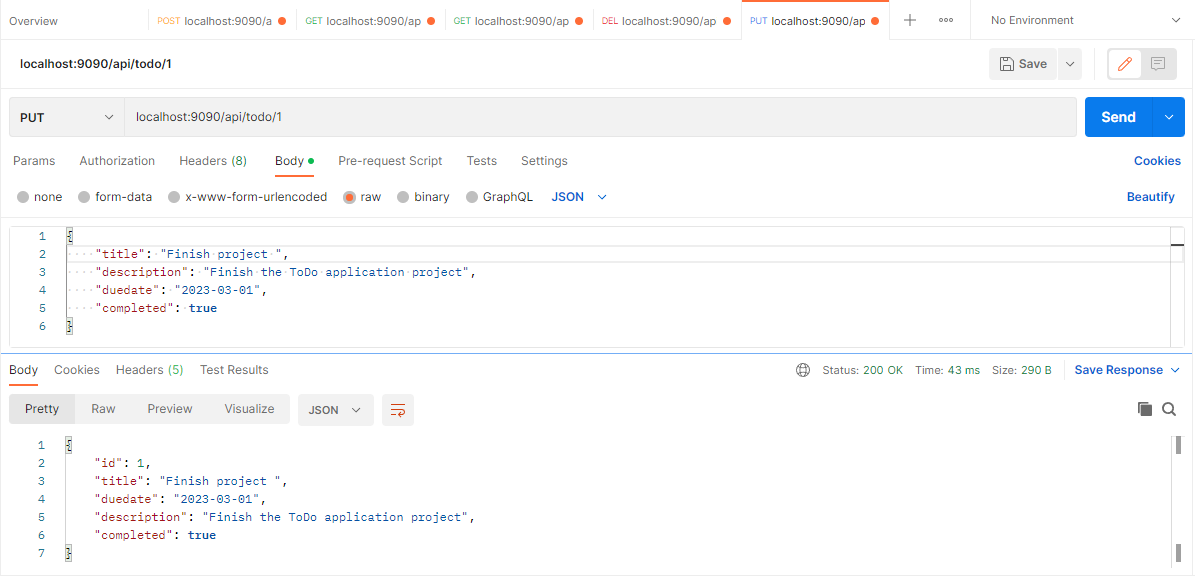 Overview POST localhost:9090/a GET localhost:9090/ap GET localhost:9090/ap DEL localhost:9090/ap PUT localhost:9090/ap No Environment
localhost:9090/api/todo/1 Save
PUT localhost:9090/api/todo/1 Send
Params Authorization Headers (8) Body Pre-request Script Tests Settings Cookies
none form-data x-www-form-urlencoded raw binary GraphQL JSON Beautify
1 {
2 "title": "Finish project ",
3 "description": "Finish the ToDo application project",
4 "duedate": "2023-03-01",
5 "completed": true
6 }
Body Cookies Headers (5) Test Results Status: 200 OK Time: 43 ms Size: 290 B Save Response
Pretty Raw Preview Visualize JSON
1 {
2 "id": 1,
3 "title": "Finish project ",
4 "duedate": "2023-03-01",
5 "description": "Finish the ToDo application project",
6 "completed": true
7 }